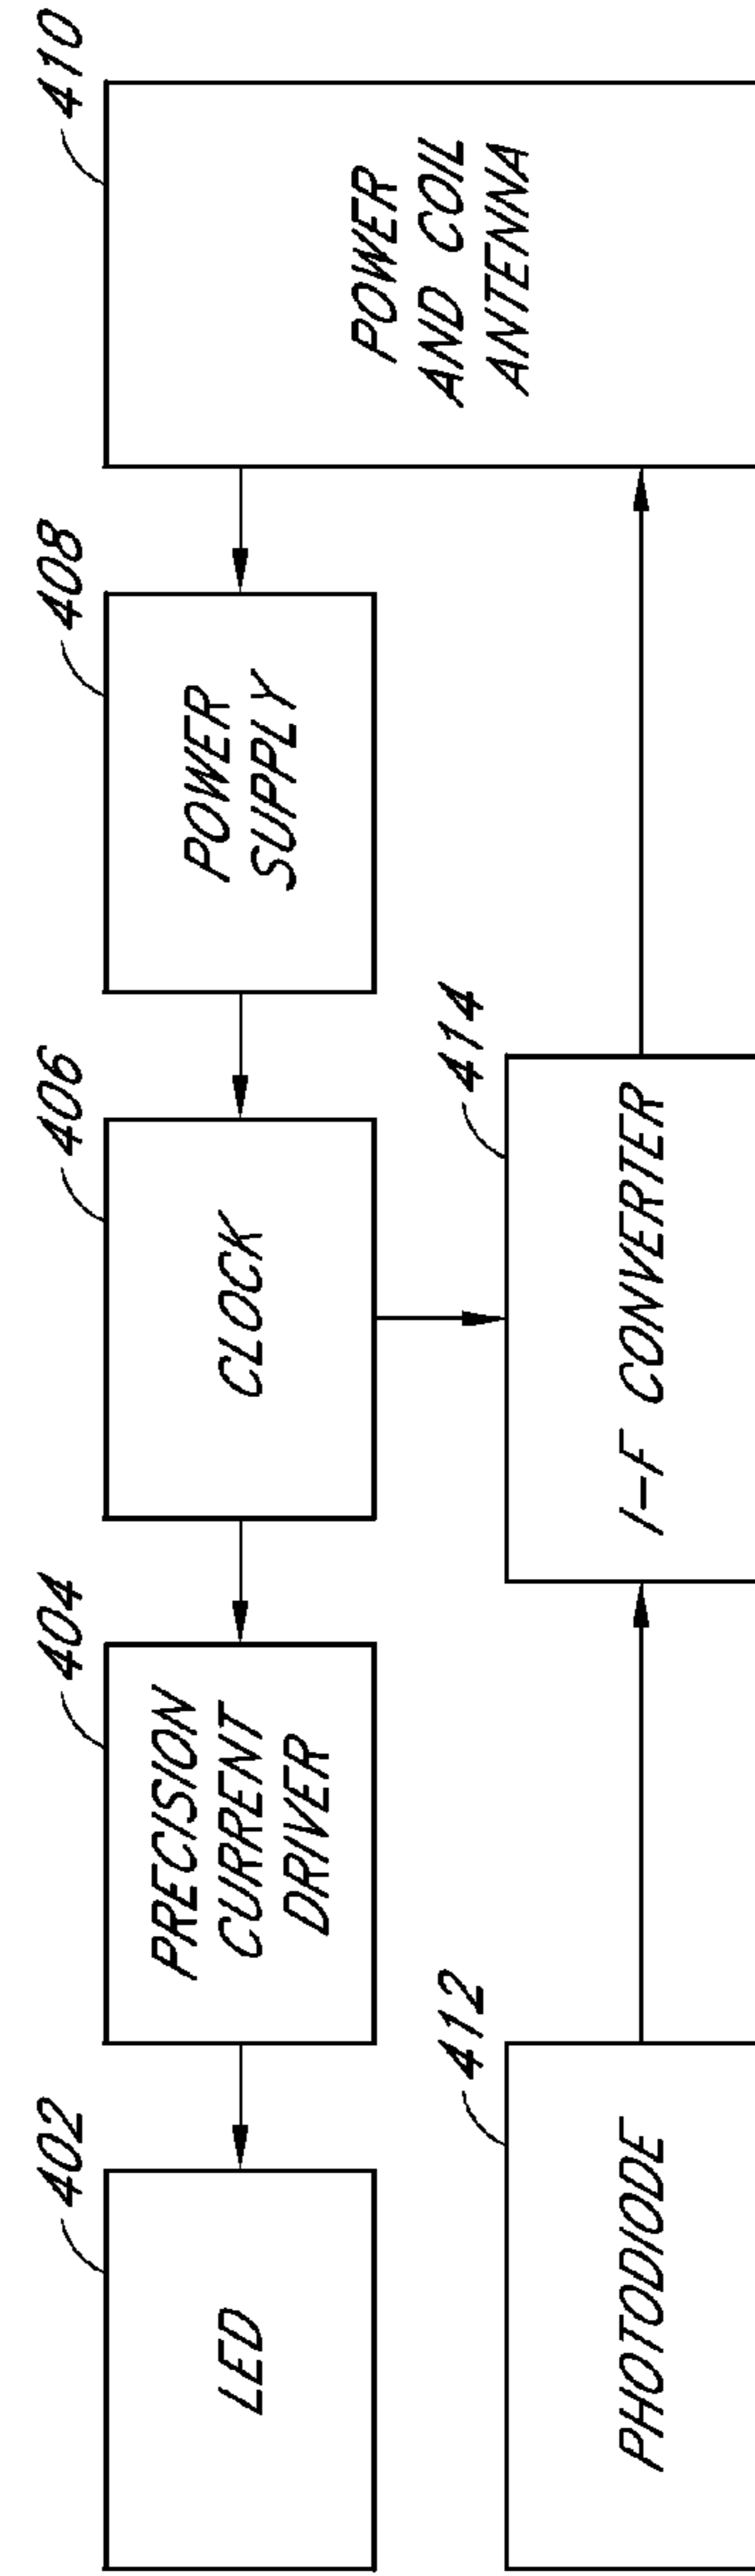 402
LED
404
PRECISION
CURRENT
DRIVER
406
CLOCK
408
POWER
SUPPLY
410
POWER
AND COIL
ANTENNA
412
PHOTODIODE
414
I-F CONVERTER